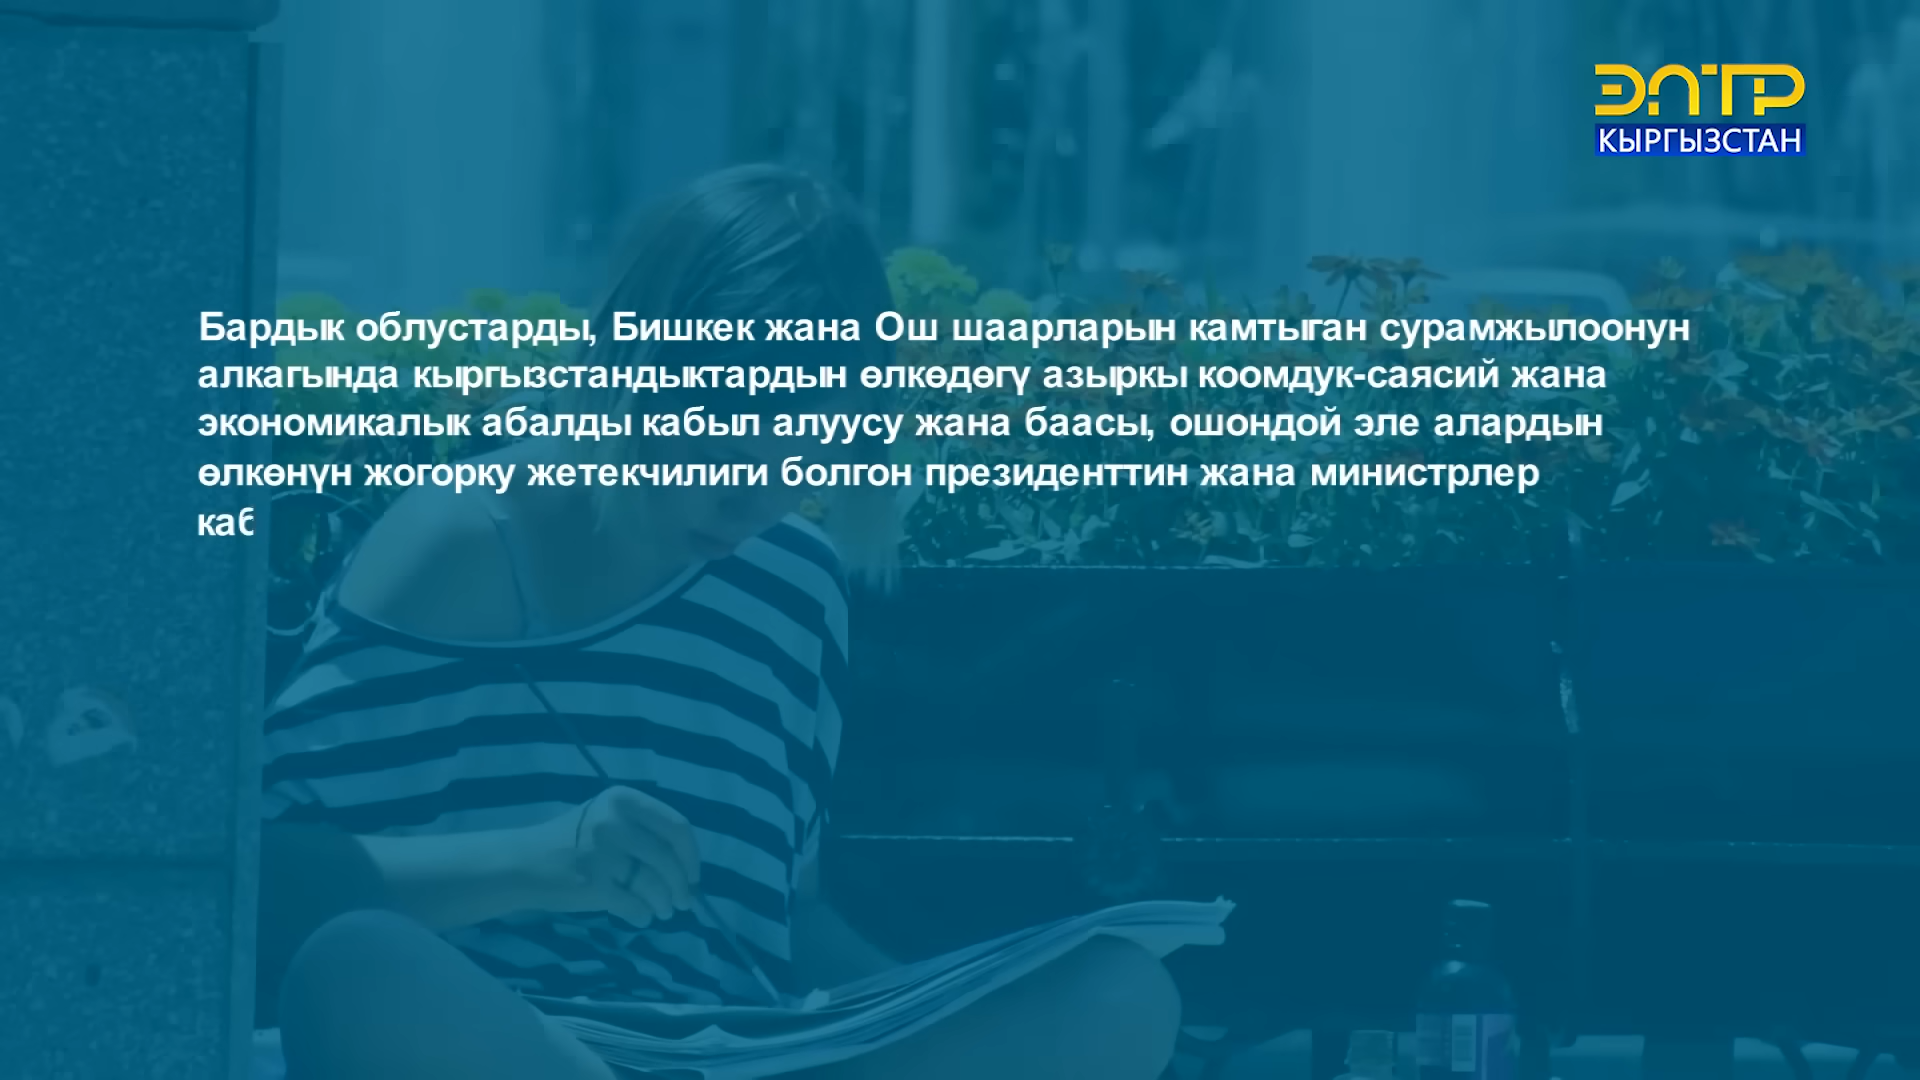 ЭЛТР
КЫРГЫЗСТАН
Бардык облустарды, Бишкек жана Ош шаарларын камтыган сурамжылоонун
алкагында кыргызстандыктардын өлкөдөгү азыркы коомдук-саясий жана
экономикалык абалды кабыл алуусу жана баасы, ошондой эле алардын
өлкөнүн жогорку жетекчилиги болгон президенттин жана министрлер
каб